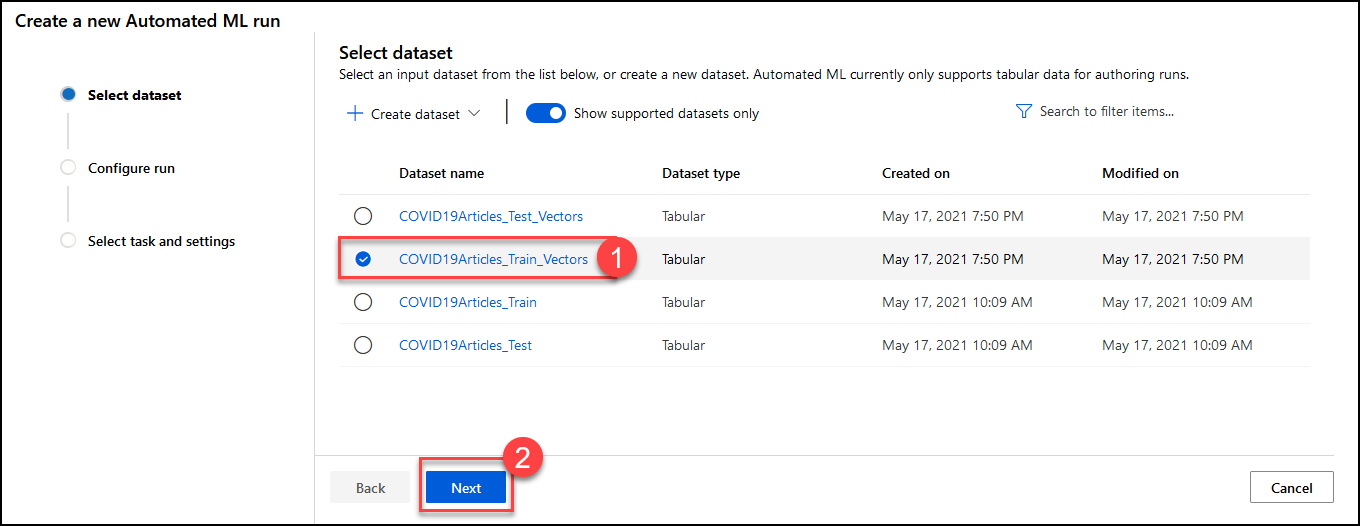 Create a new Automated ML run
Select dataset
Configure run
Select task and settings
Select dataset
Select an input dataset from the list below, or create a new dataset. Automated ML currently only supports tabular data for authoring runs.
Create dataset Show supported datasets only Search to filter items...
Dataset name Dataset type Created on Modified on
COVID19Articles_Test_Vectors Tabular May 17, 2021 7:50 PM May 17, 2021 7:50 PM
COVID19Articles_Train_Vectors 1 Tabular May 17, 2021 7:50 PM May 17, 2021 7:50 PM
COVID19Articles_Train Tabular May 17, 2021 10:09 AM May 17, 2021 10:09 AM
COVID19Articles_Test Tabular May 17, 2021 10:09 AM May 17, 2021 10:09 AM
2
Back Next Cancel